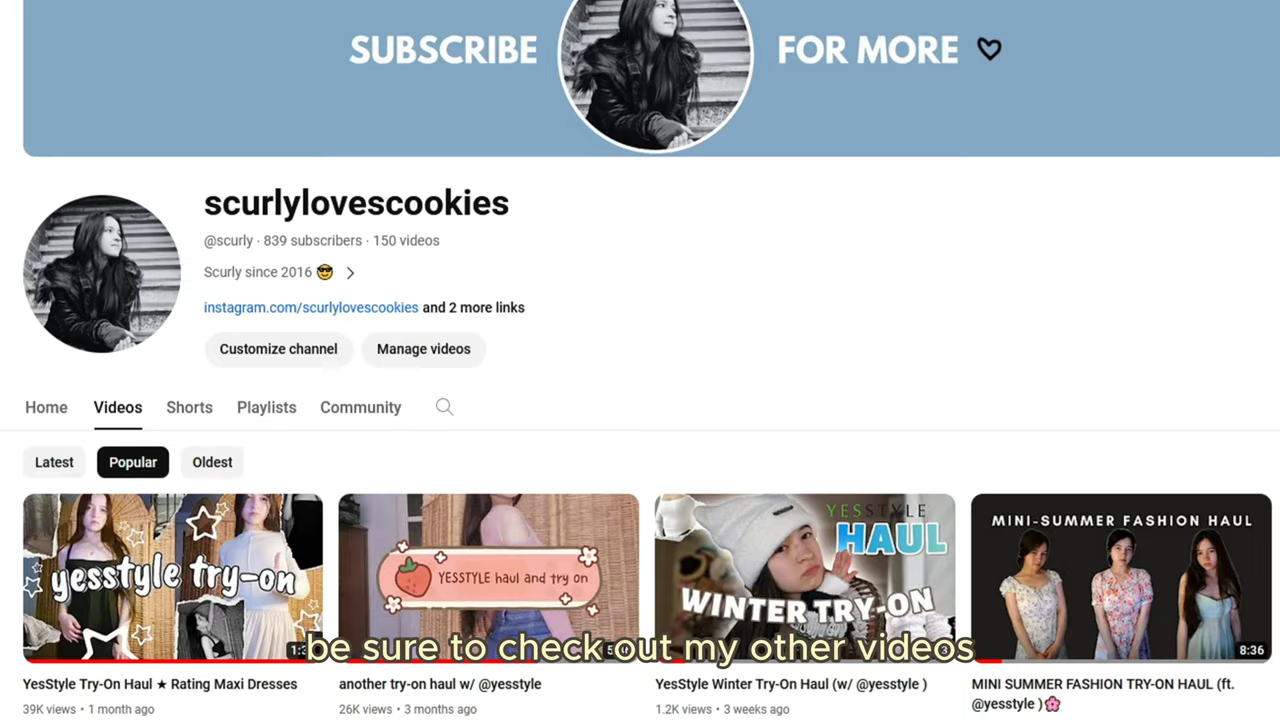 SUBSCRIBE FOR MORE
scurlylovescookies
@scurly · 839 subscribers · 150 videos
Scurly since 2016 😎
instagram.com/scurlylovescookies and 2 more links
Customize channel Manage videos
Home Videos Shorts Playlists Community
Latest Popular Oldest
yesstyle try-on
YESSTYLE haul and try on
YESSTYLE
HAUL
WINTER TRY-ON
MINI-SUMMER FASHION HAUL
8:36
be sure to check out my other videos
YesStyle Try-On Haul ★ Rating Maxi Dresses
39K views • 1 month ago
another try-on haul w/ @yesstyle
26K views • 3 months ago
YesStyle Winter Try-On Haul (w/ @yesstyle )
1.2K views • 3 weeks ago
MINI SUMMER FASHION TRY-ON HAUL (ft.
@yesstyle )🌸